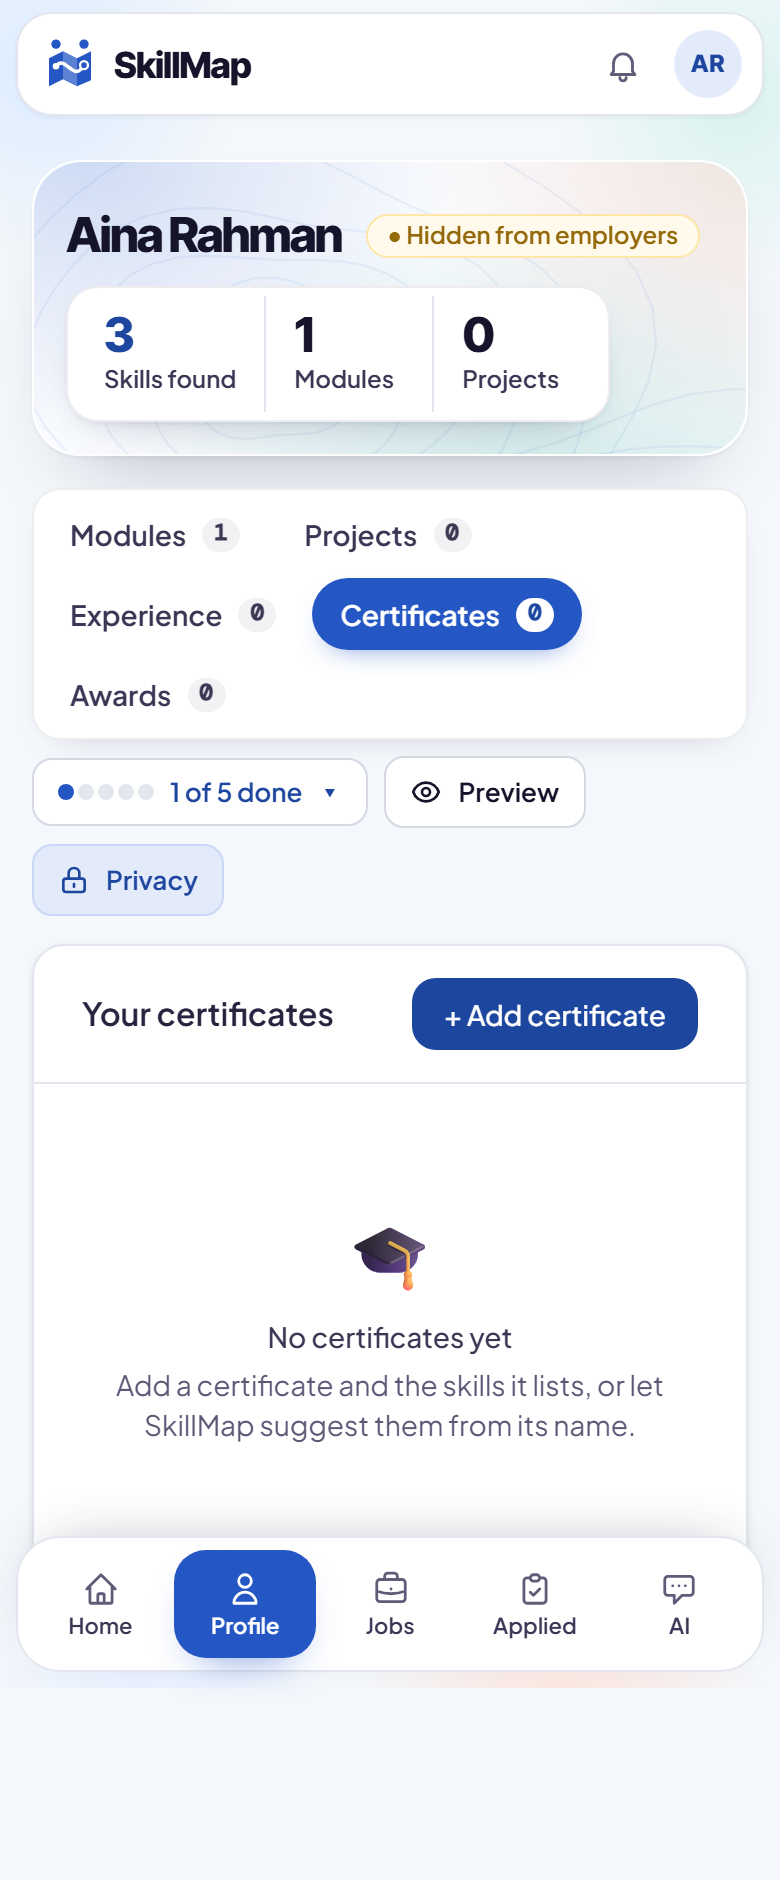 SkillMap
AR
Aina Rahman
Hidden from employers
3
1
0
Skills found
Modules
Projects
Modules 1
Projects 0
Experience 0
Certificates 0
Awards 0
1 of 5 done
Preview
Privacy
Your certificates
+ Add certificate
No certificates yet
Add a certificate and the skills it lists, or let
SkillMap suggest them from its name.
Home
Profile
Jobs
Applied
AI